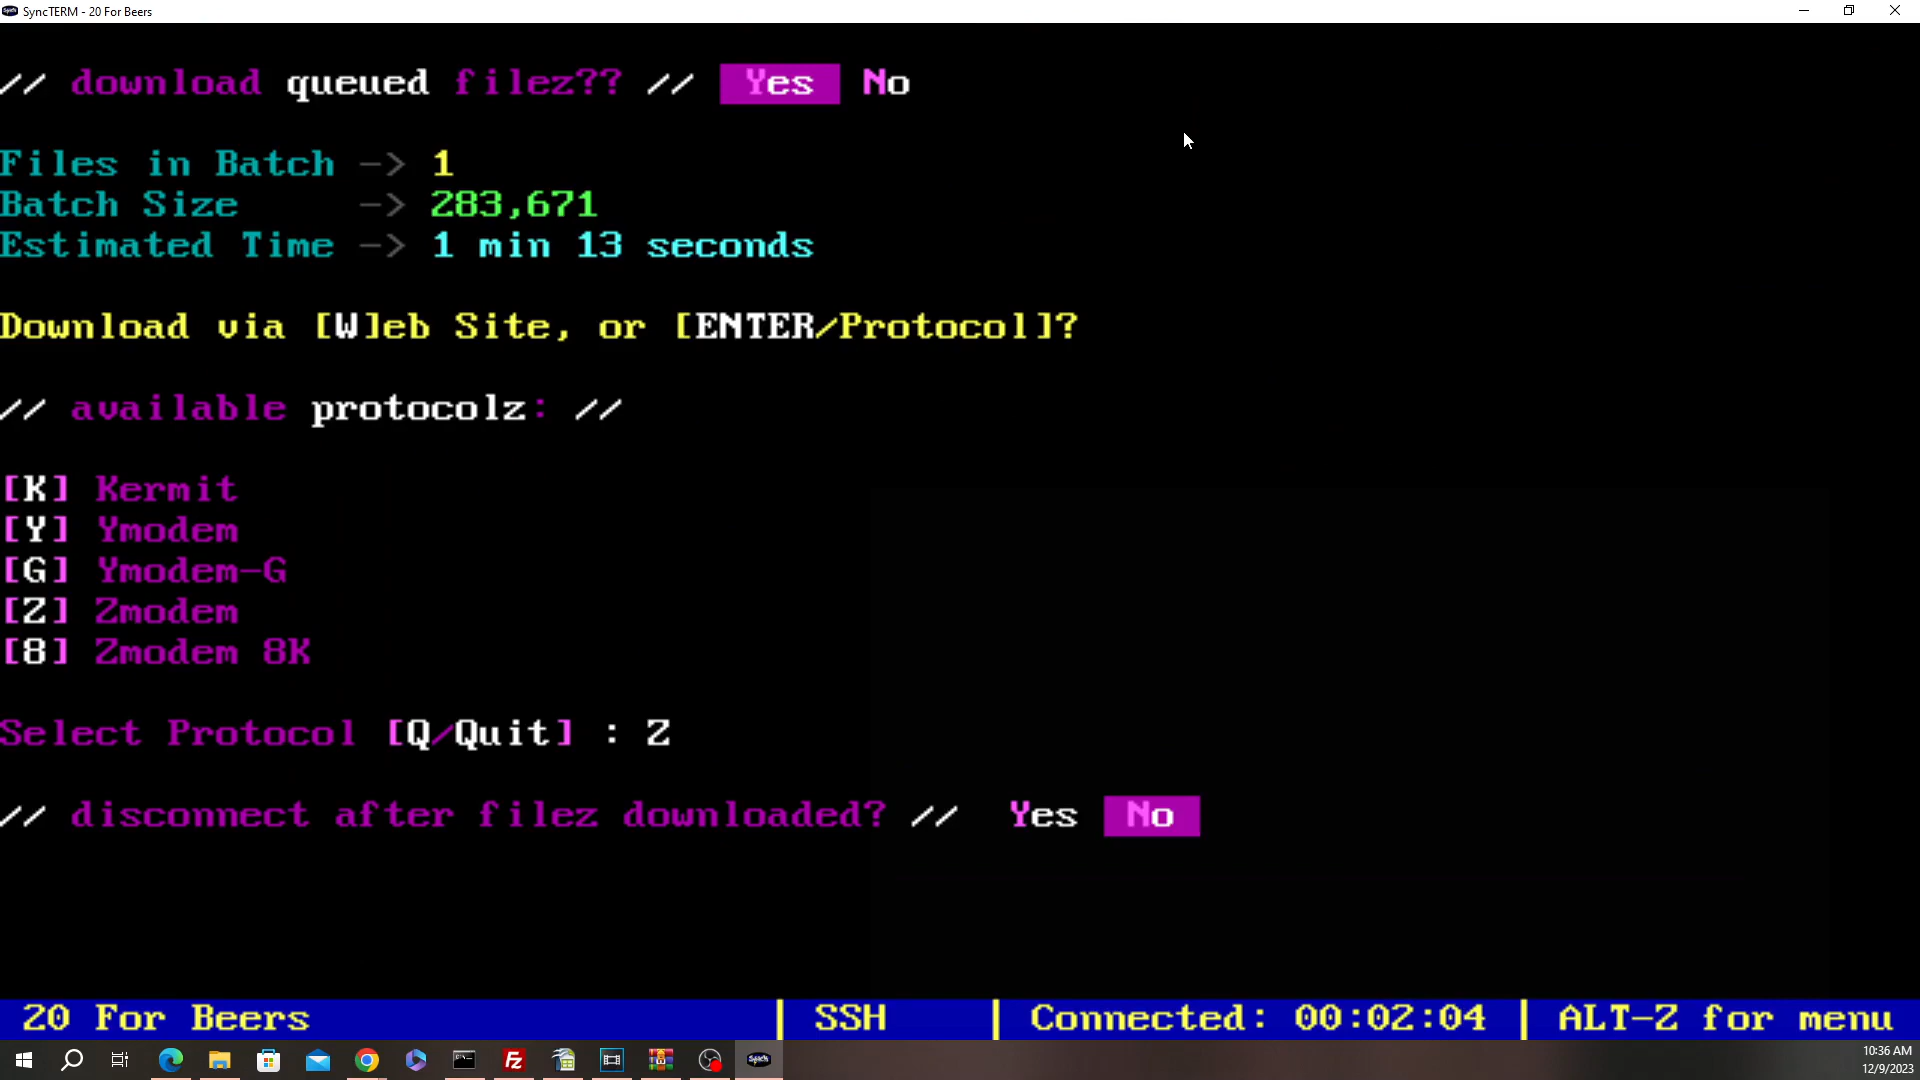 SyncTERM - 20 For Beers
// download queued filez?? // Yes No
Files in Batch -> 1
Batch Size -> 283,671
Estimated Time -> 1 min 13 seconds
Download via [W]eb Site, or [ENTER/Protocol]?
// available protocolz: //
[K] Kermit
[Y] Ymodem
[G] Ymodem-G
[Z] Zmodem
[8] Zmodem 8K
Select Protocol [Q/Quit] : Z
// disconnect after filez downloaded? // Yes No
20 For Beers | SSH | Connected: 00:02:04 | ALT-Z for menu
10:36 AM
12/9/2023